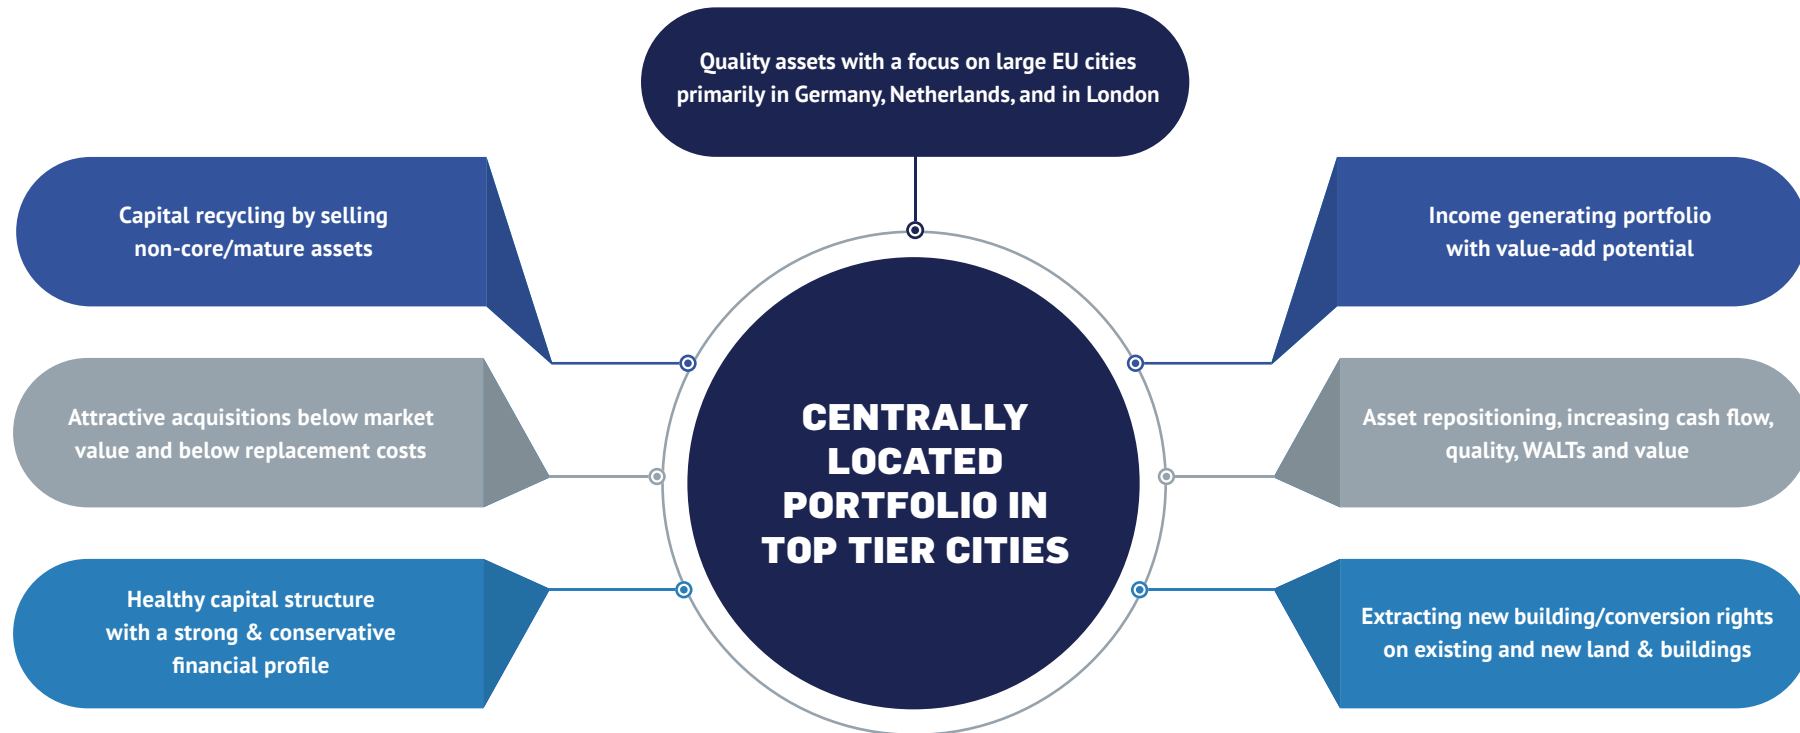 Quality assets with a focus on large EU cities
primarily in Germany, Netherlands, and in London
Capital recycling by selling
non-core/mature assets
Income generating portfolio
with value-add potential
Attractive acquisitions below market
value and below replacement costs
CENTRALLY
LOCATED
PORTFOLIO IN
TOP TIER CITIES
Asset repositioning, increasing cash flow,
quality, WALTs and value
Healthy capital structure
with a strong & conservative
financial profile
Extracting new building/conversion rights
on existing and new land & buildings